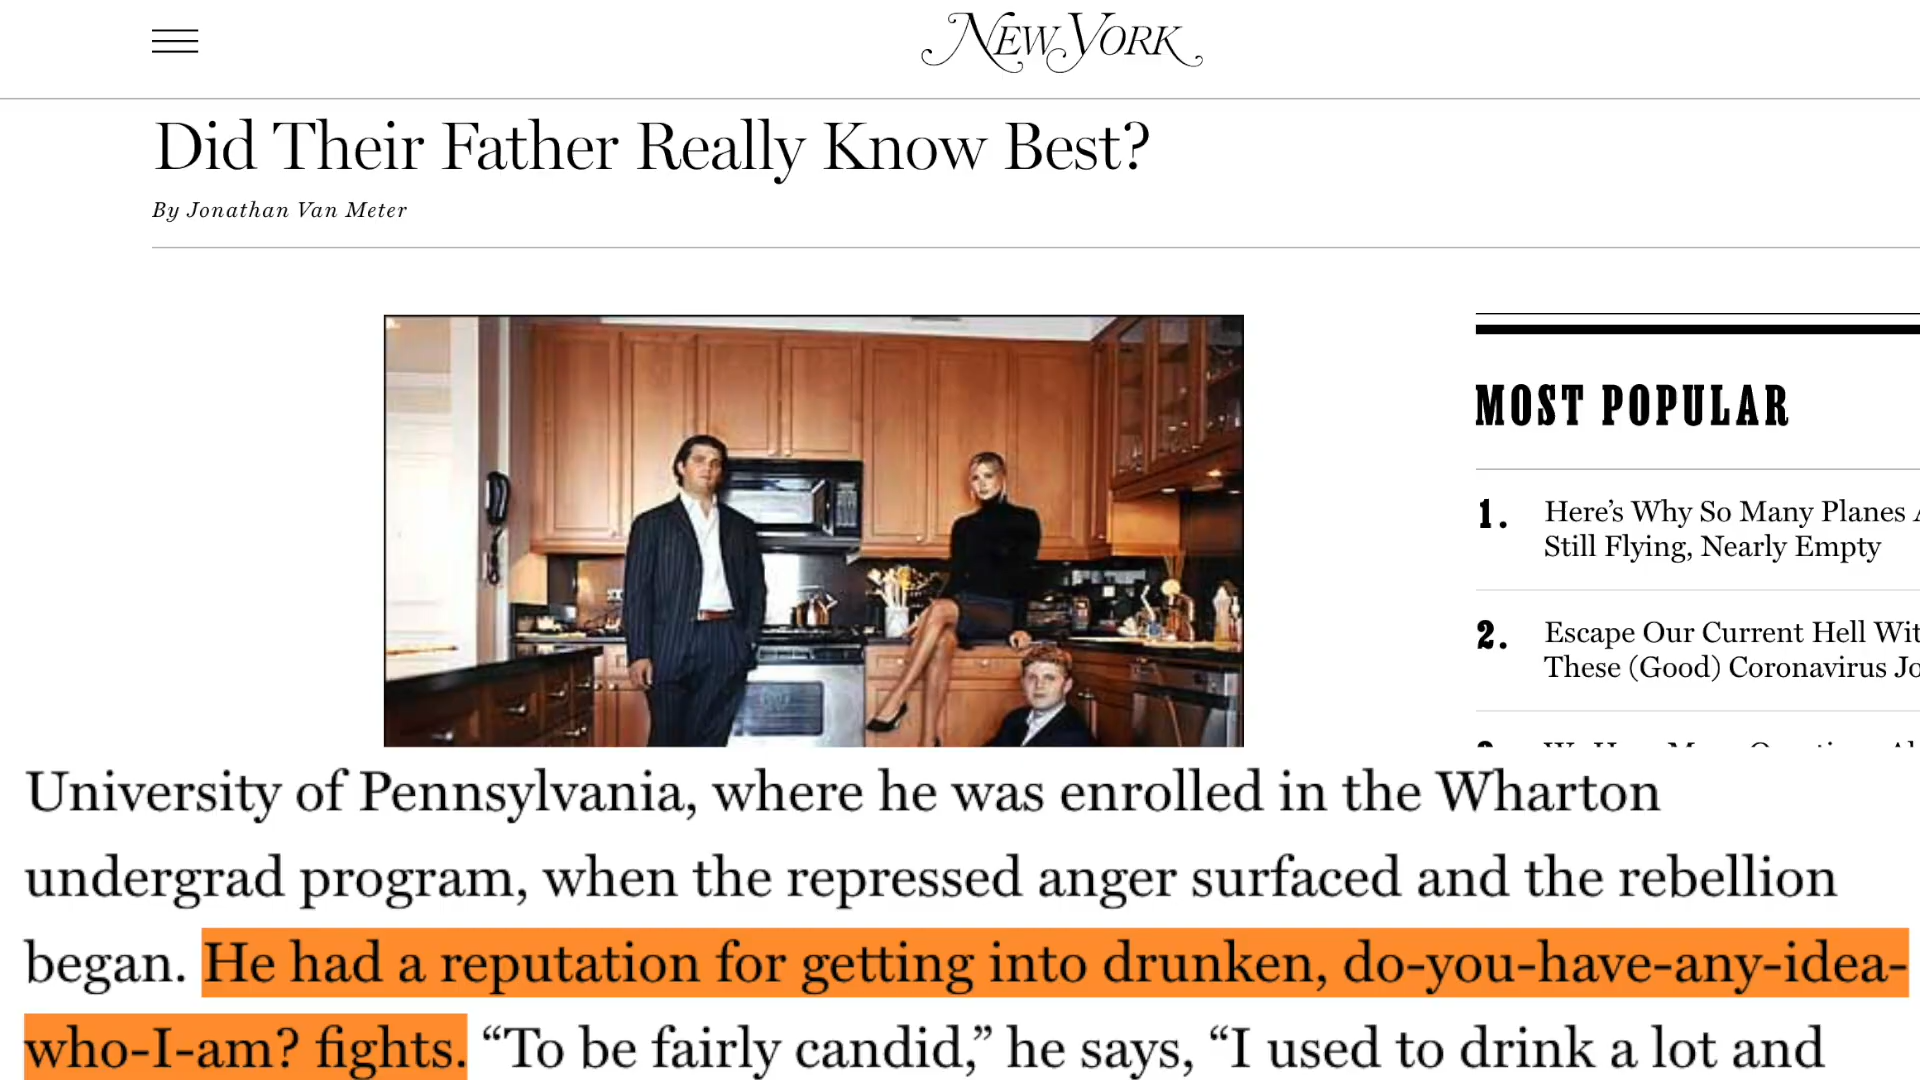 NEW YORK
Did Their Father Really Know Best?
By Jonathan Van Meter
MOST POPULAR
1. Here’s Why So Many Planes
Still Flying, Nearly Empty
2. Escape Our Current Hell
These (Good) Coronavirus
University of Pennsylvania, where he was enrolled in the Wharton
undergrad program, when the repressed anger surfaced and the rebellion
began. He had a reputation for getting into drunken, do-you-have-any-idea-
who-I-am? fights. “To be fairly candid,” he says, “I used to drink a lot and